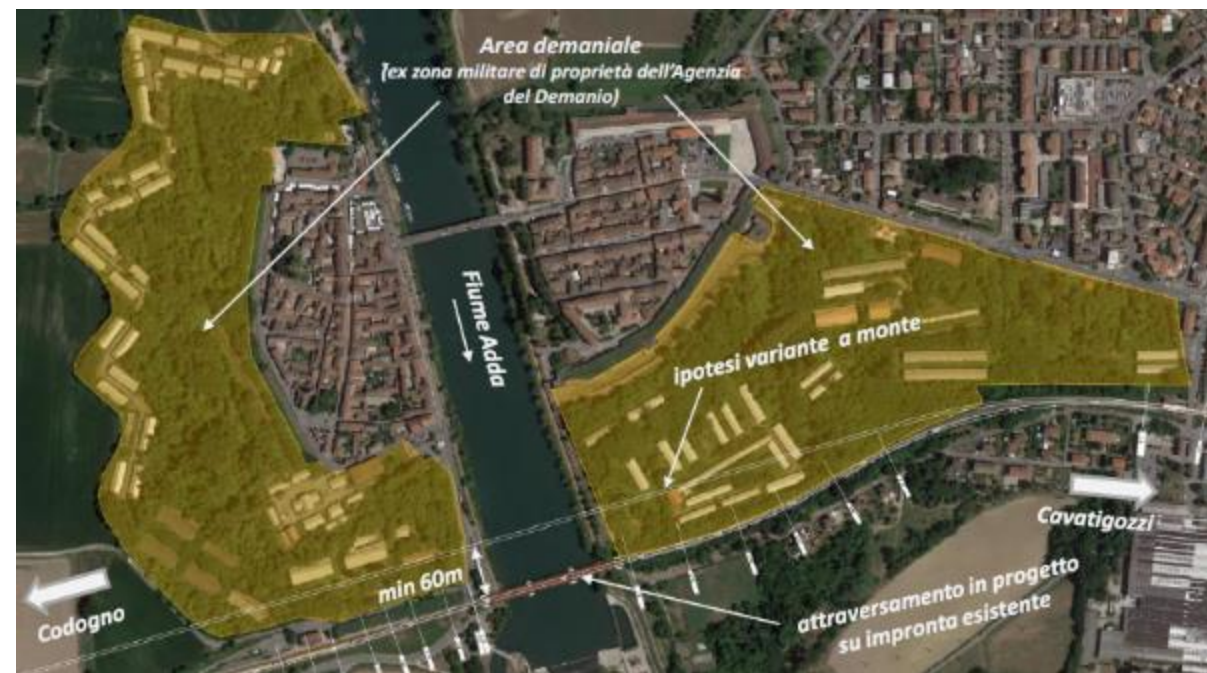 Area demaniale
(ex zona militare di proprietà dell'Agenzia
del Demanio)
Fiume Adda
ipotesi variante a monte
min 60m
Codogno
Cavatigozzi
attraversamento in progetto
su impronta esistente